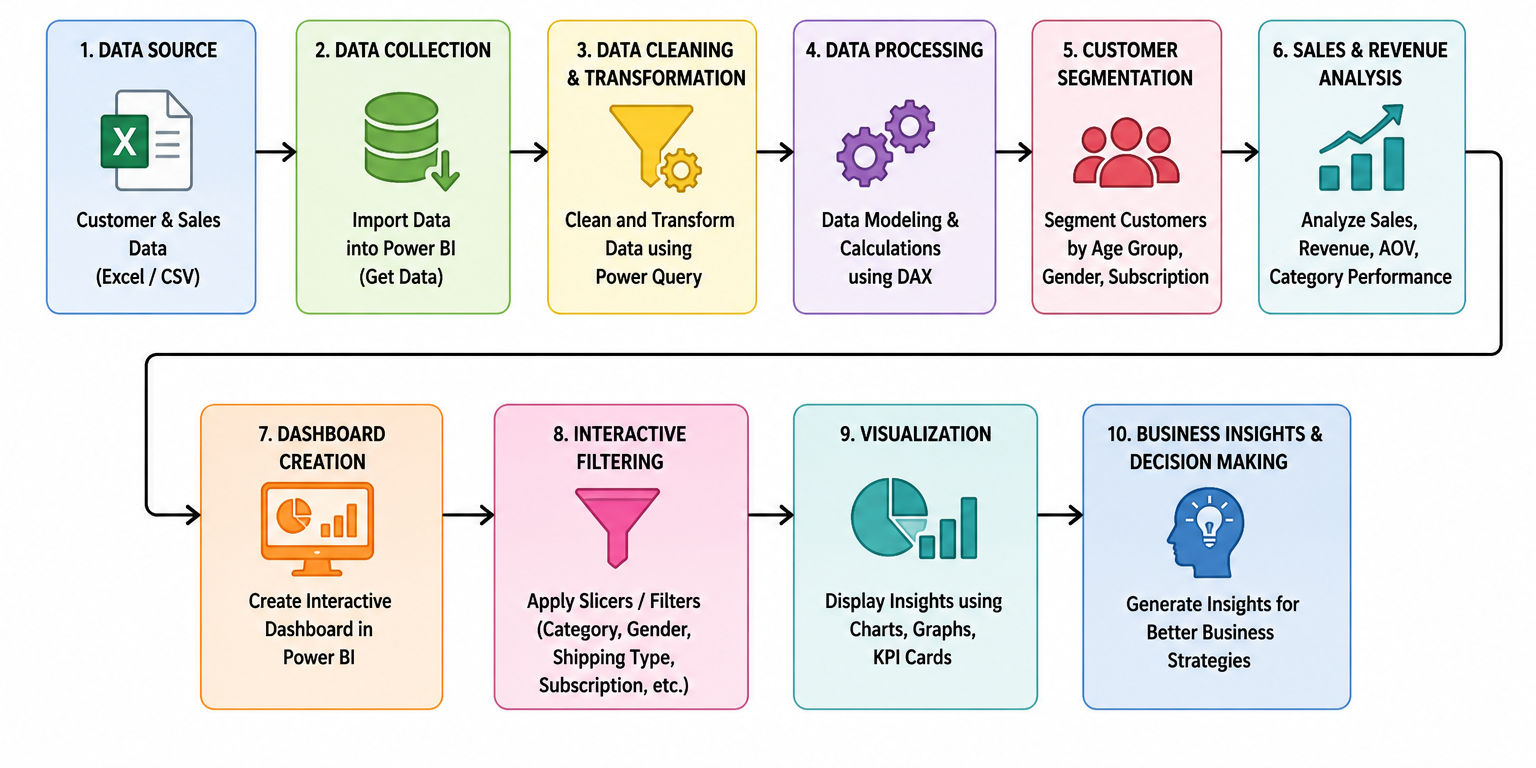 1. DATA SOURCE
X
Customer & Sales
Data
(Excel / CSV)
2. DATA COLLECTION
Import Data
into Power BI
(Get Data)
3. DATA CLEANING
& TRANSFORMATION
Clean and Transform
Data using
Power Query
4. DATA PROCESSING
Data Modeling &
Calculations
using DAX
5. CUSTOMER
SEGMENTATION
Segment Customers
by Age Group,
Gender, Subscription
6. SALES & REVENUE
ANALYSIS
Analyze Sales,
Revenue, AOV,
Category Performance
7. DASHBOARD
CREATION
Create Interactive
Dashboard in
Power BI
8. INTERACTIVE
FILTERING
Apply Slicers / Filters
(Category, Gender,
Shipping Type,
Subscription, etc.)
9. VISUALIZATION
Display Insights using
Charts, Graphs,
KPI Cards
10. BUSINESS INSIGHTS &
DECISION MAKING
Generate Insights for
Better Business
Strategies